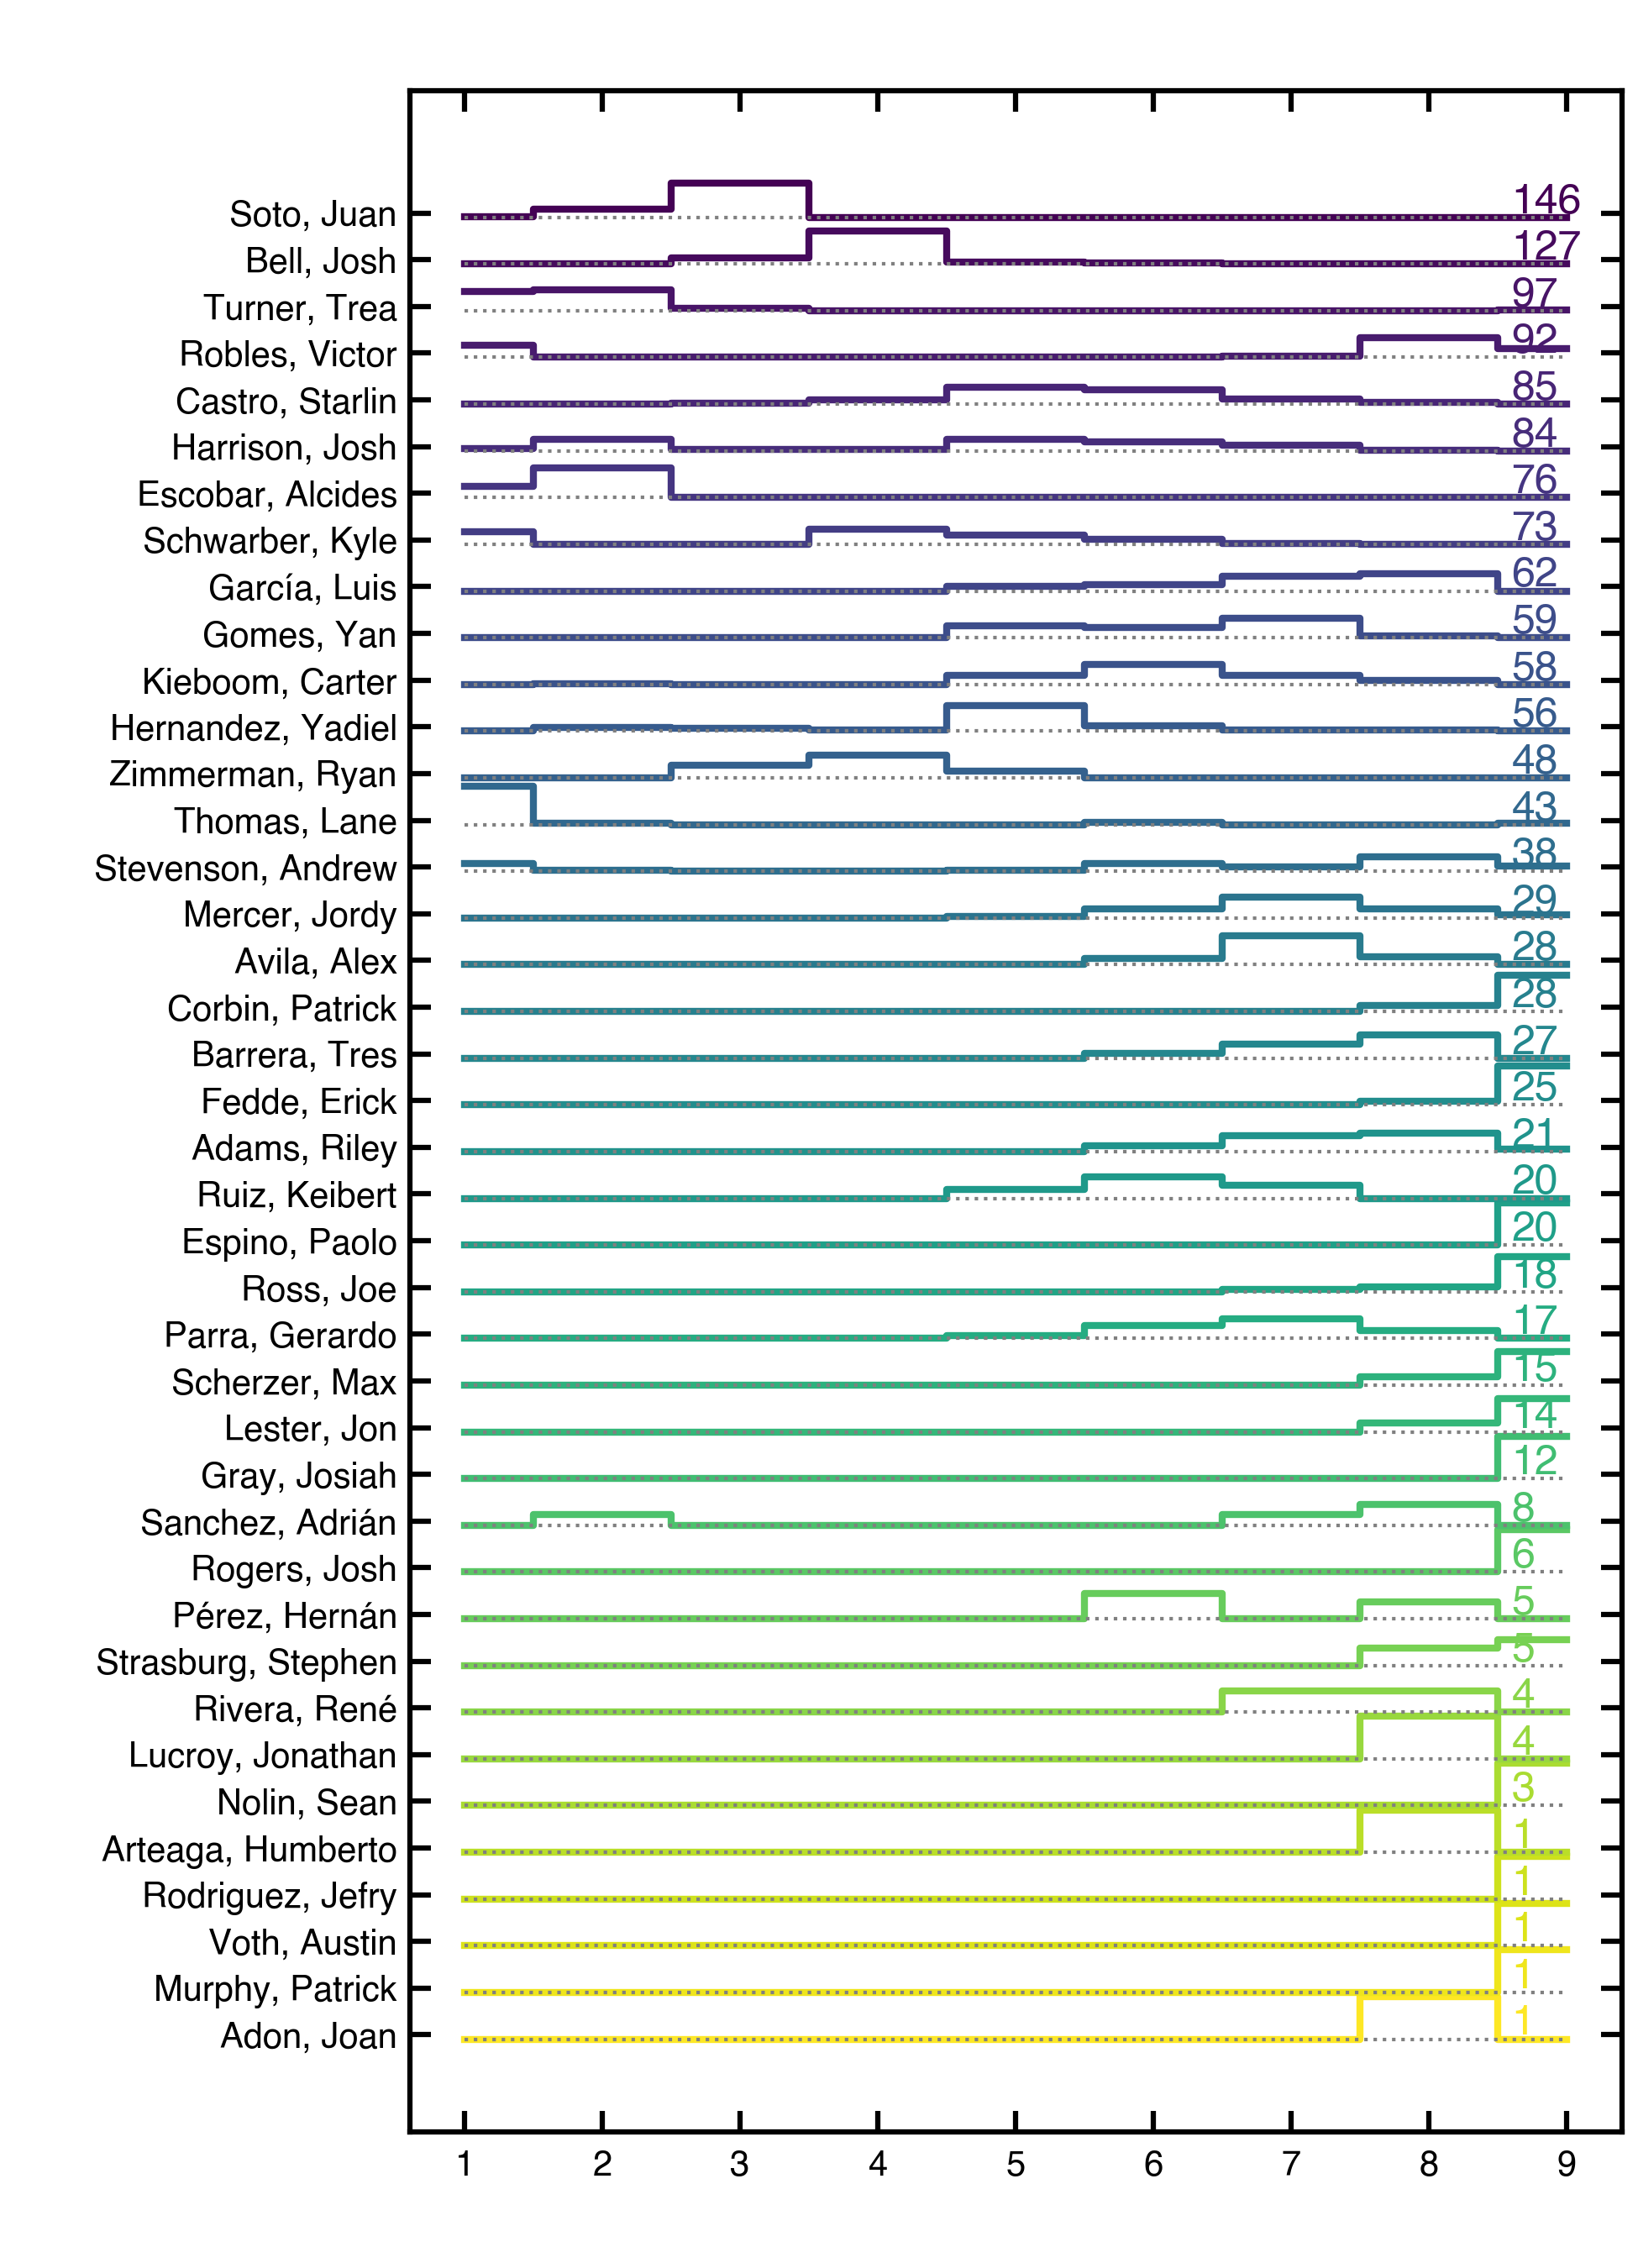 Soto, Juan 146
Bell, Josh 127
Turner, Trea 97
Robles, Victor 92
Castro, Starlin 85
Harrison, Josh 84
Escobar, Alcides 76
Schwarber, Kyle 73
García, Luis 62
Gomes, Yan 59
Kieboom, Carter 58
Hernandez, Yadiel 56
Zimmerman, Ryan 48
Thomas, Lane 43
Stevenson, Andrew 38
Mercer, Jordy 29
Avila, Alex 28
Corbin, Patrick 28
Barrera, Tres 27
Fedde, Erick 25
Adams, Riley 21
Ruiz, Keibert 20
Espino, Paolo 20
Ross, Joe 18
Parra, Gerardo 17
Scherzer, Max 15
Lester, Jon 14
Gray, Josiah 12
Sanchez, Adrián 8
Rogers, Josh 6
Pérez, Hernán 5
Strasburg, Stephen 5
Rivera, René 4
Lucroy, Jonathan 4
Nolin, Sean 3
Arteaga, Humberto 1
Rodriguez, Jefry 1
Voth, Austin 1
Murphy, Patrick 1
Adon, Joan 1
1 2 3 4 5 6 7 8 9